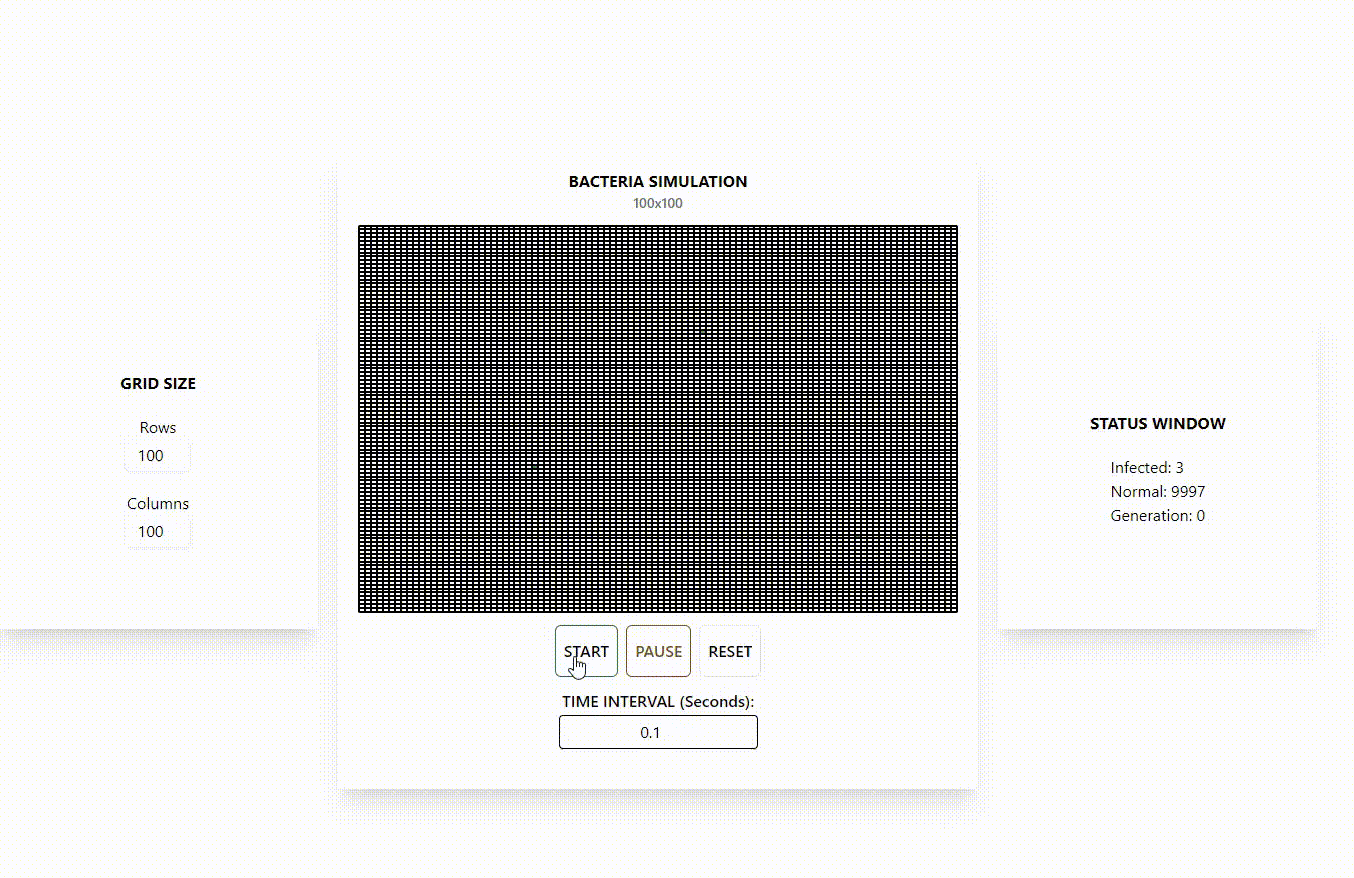 BACTERIA SIMULATION
100x100
GRID SIZE
Rows
100
Columns
100
STATUS WINDOW
Infected: 3
Normal: 9997
Generation: 0
START PAUSE RESET
TIME INTERVAL (Seconds):
0.1